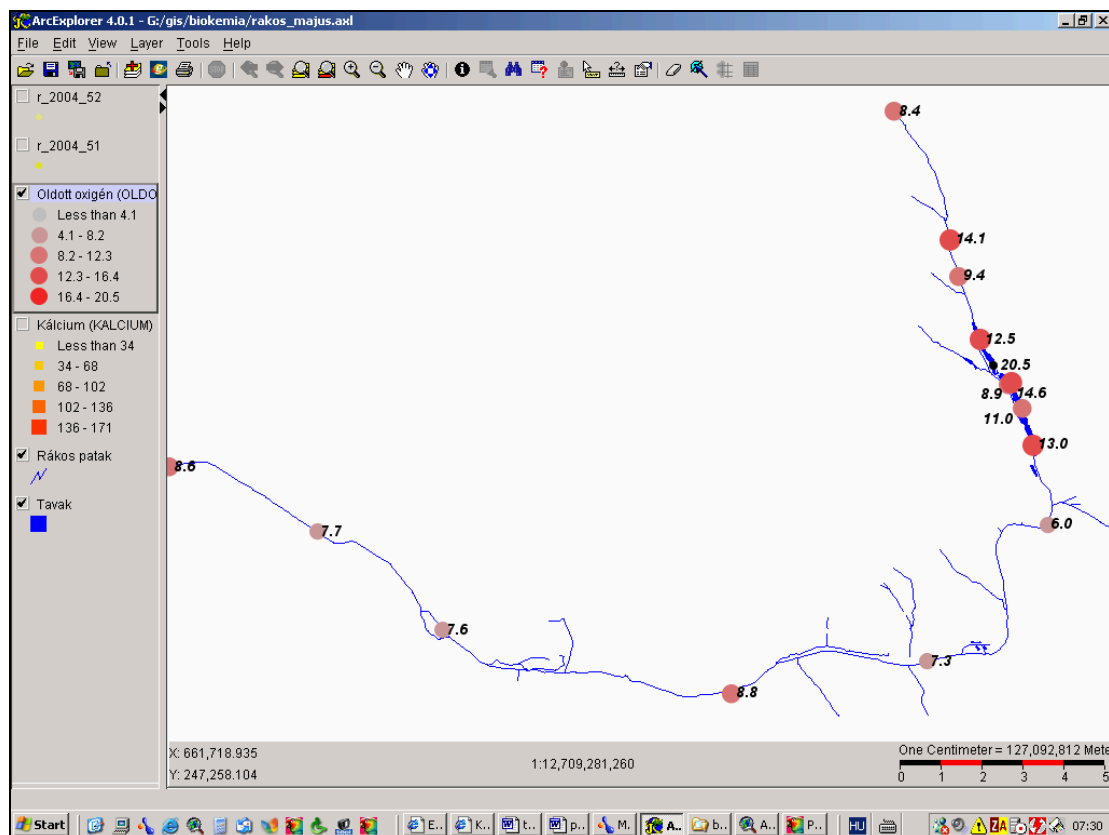 ArcExplorer 4.0.1 - G:/gis/biokemia/rakos_majus.axl
File Edit View Layer Tools Help
r_2004_52
r_2004_51
Oldott oxigén (OLDO
Less than 4.1
4.1 - 8.2
8.2 - 12.3
12.3 - 16.4
16.4 - 20.5
Kálcium (KALCIUM)
Less than 34
34 - 68
68 - 102
102 - 136
136 - 171
Rákos patak
Tavak
8.4
14.1
9.4
12.5
20.5
8.9 14.6
11.0
13.0
8.6
7.7
6.0
7.6
7.3
8.8
X: 661,718.935
Y: 247,258.104
1:12,709,281,260
One Centimeter = 127,092,812 Mete
0 1 2 3 4 5
Start E.. K.. t.. p.. M. A.. b.. A.. P.. HU ZA 07:30